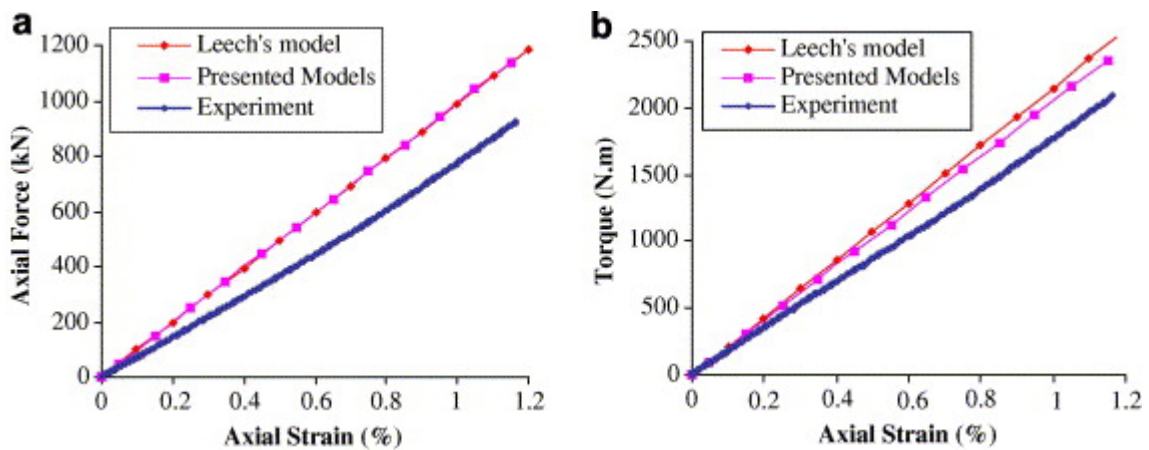 a
1200
1000
800
600
400
200
0
Axial Force (kN)
Leech's model
Presented Models
Experiment
0 0.2 0.4 0.6 0.8 1 1.2
Axial Strain (%)
b
2500
2000
1500
1000
500
0
Torque (N.m)
Leech's model
Presented Models
Experiment
0 0.2 0.4 0.6 0.8 1 1.2
Axial Strain (%)